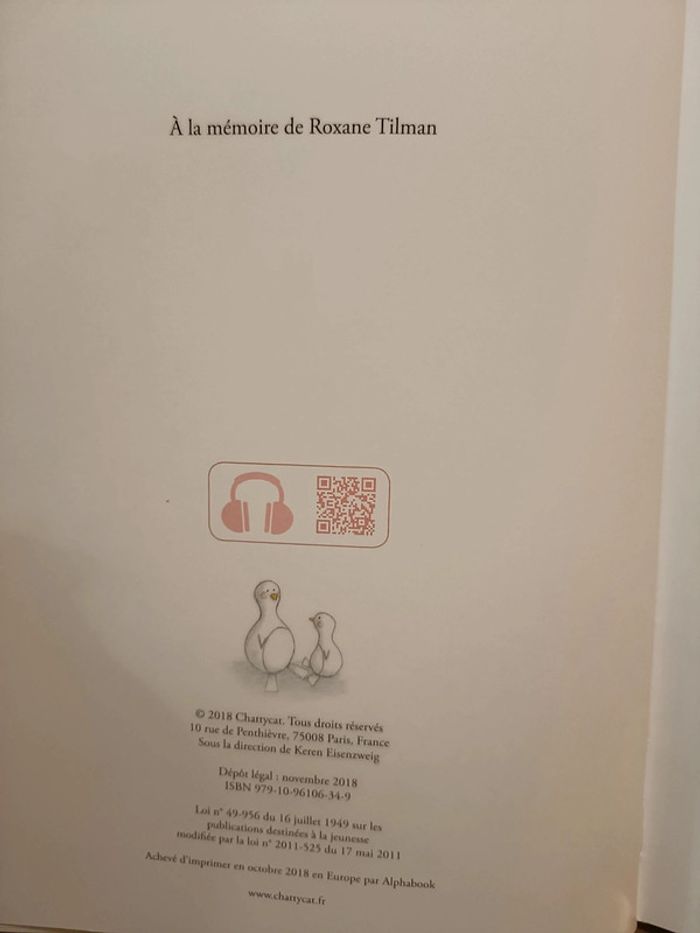 À la mémoire de Roxane Tilman
© 2018 Chattycat. Tous droits réservés
10 rue de Penthièvre, 75008 Paris, France
Sous la direction de Keren Eisenzweig
Dépôt légal : novembre 2018
ISBN 979-10-96106-34-9
Loi n° 49-956 du 16 juillet 1949 sur les
publications destinées à la jeunesse
modifiée par la loi n° 2011-525 du 17 mai 2011
Achevé d'imprimer en octobre 2018 en Europe par Alphabook
www.chattycat.fr